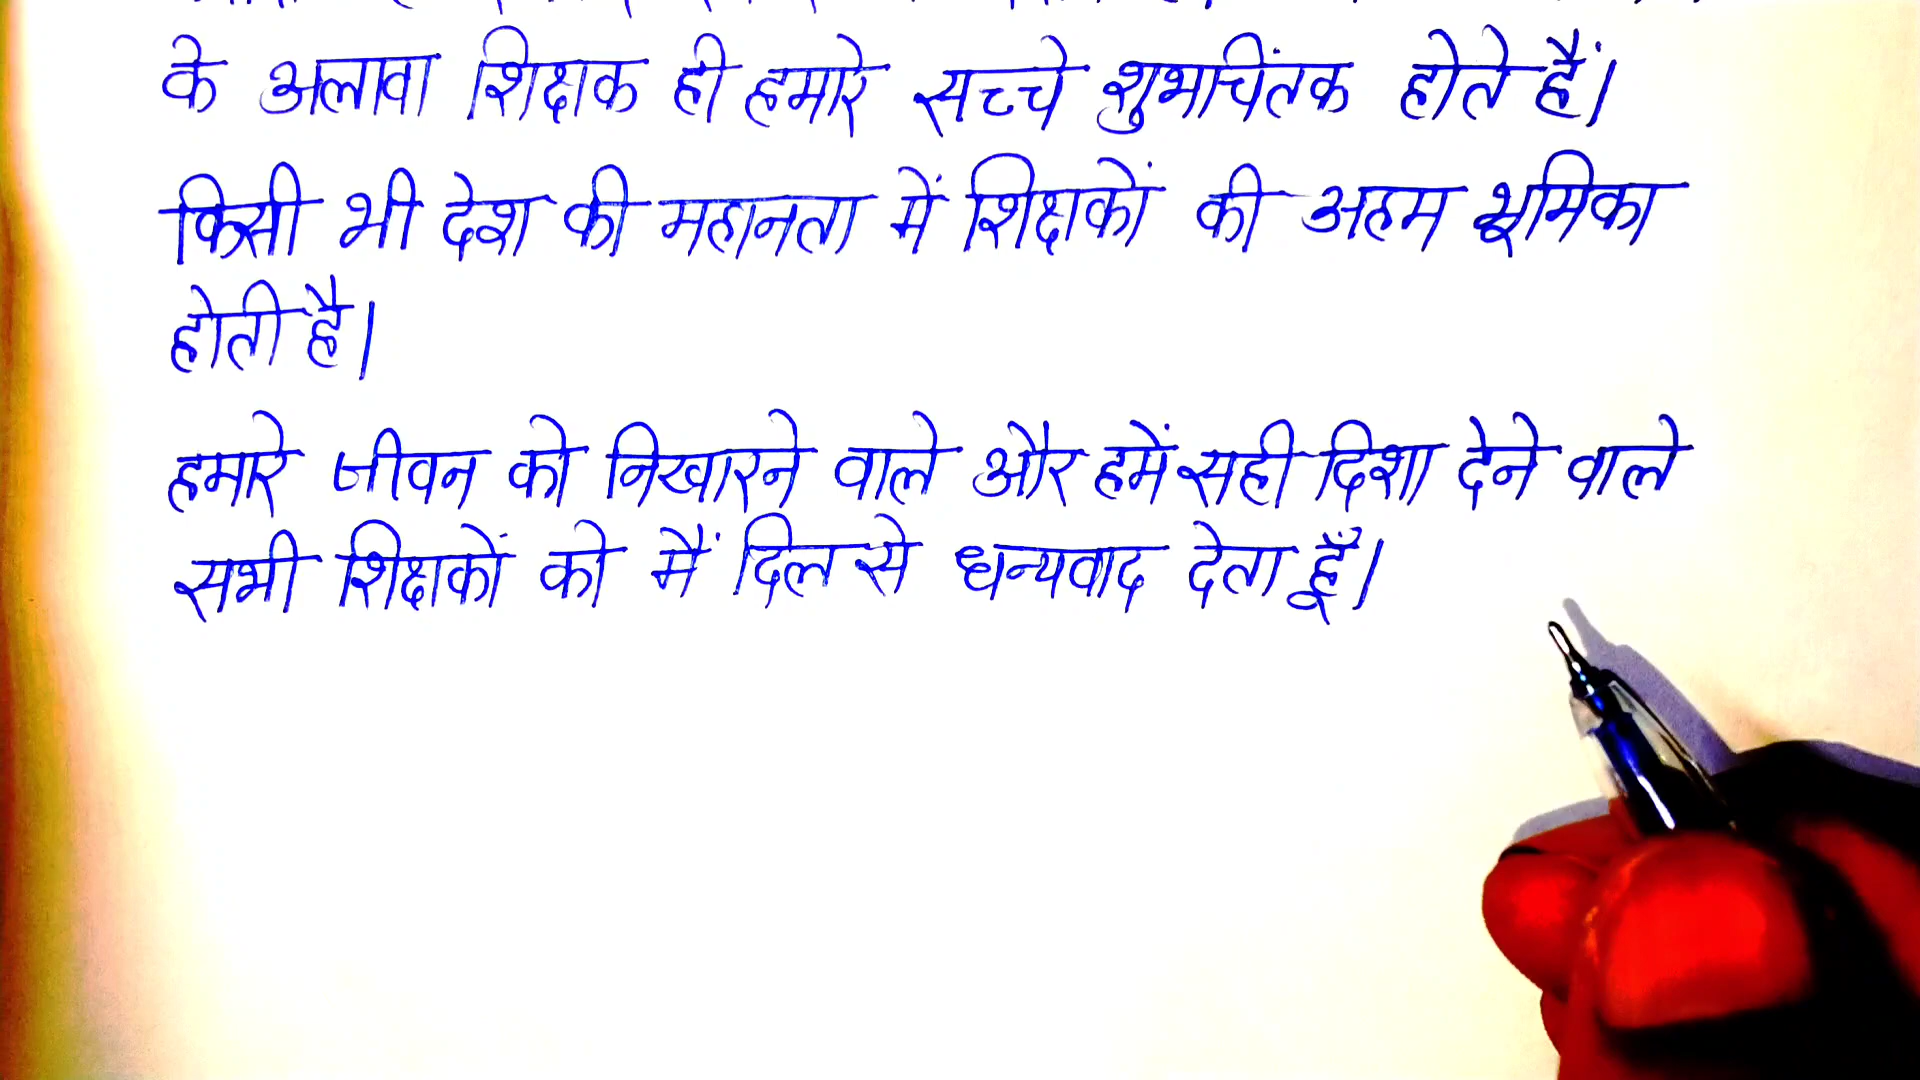 के अलावा शिक्षक ही हमारे सच्चे शुभचिंतक होते हैं।
किसी भी देश की महानता में शिक्षकों की अहम भूमिका
होती है।
हमारे जीवन को निखारने वाले और हमें सही दिशा देने वाले
सभी शिक्षकों को मैं दिल से धन्यवाद देता हूँ।